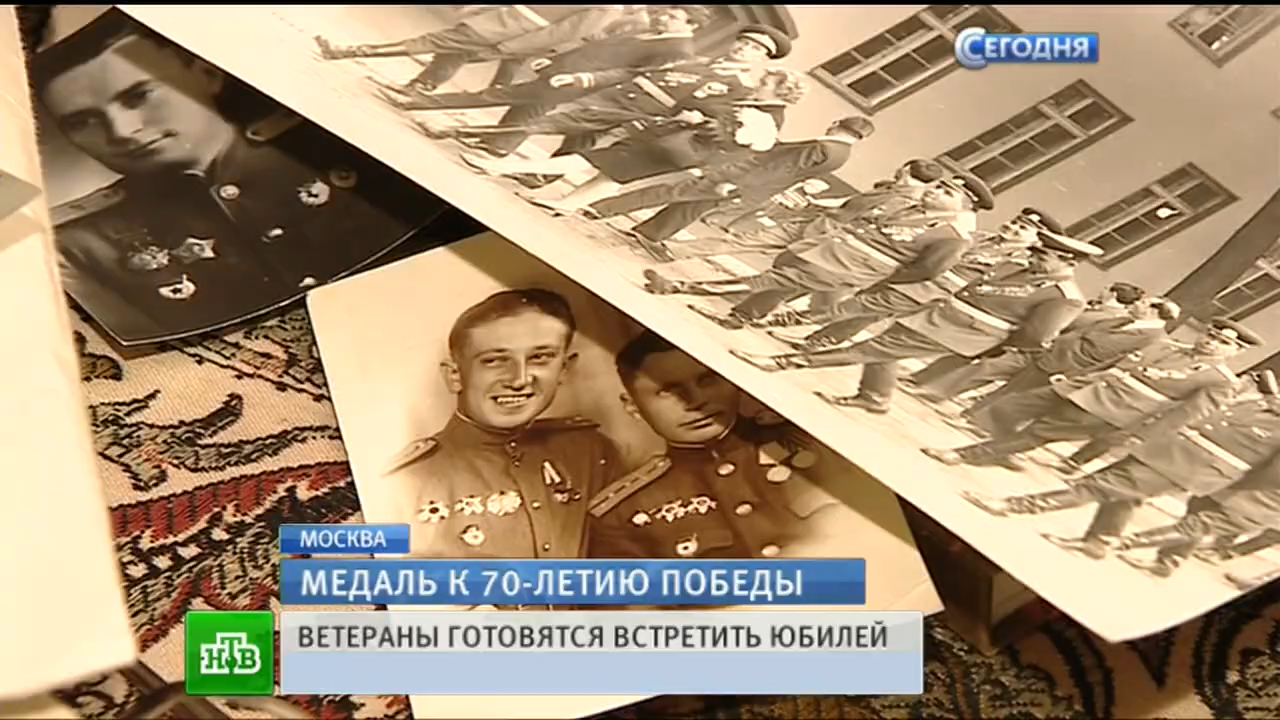 СЕГОДНЯ
МОСКВА
МЕДАЛЬ К 70-ЛЕТИЮ ПОБЕДЫ
НТВ
ВЕТЕРАНЫ ГОТОВЯТСЯ ВСТРЕТИТЬ ЮБИЛЕЙ